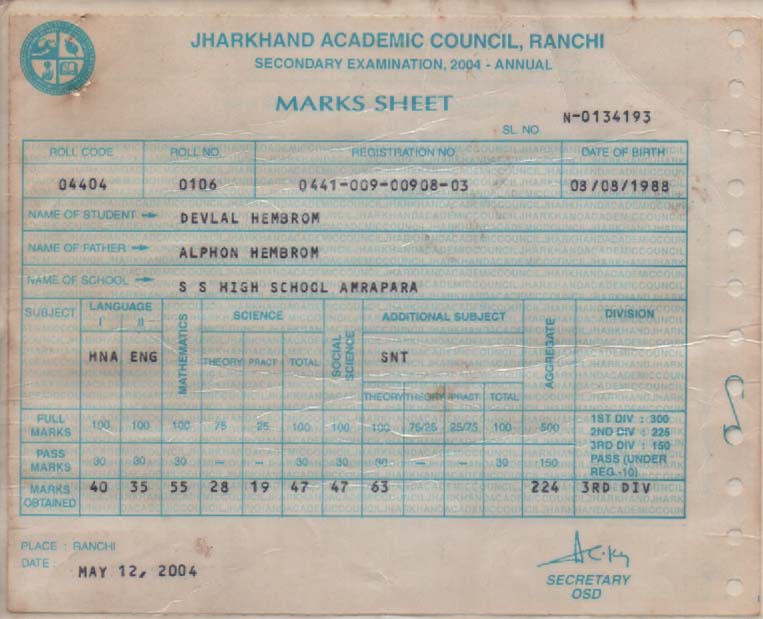 JHARKHAND ACADEMIC COUNCIL, RANCHI
SECONDARY EXAMINATION, 2004 - ANNUAL
MARKS SHEET
SL. NO. N-0134193
ROLL CODE ROLL NO. REGISTRATION NO. DATE OF BIRTH
04404 0106 0441-009-00908-03 08/08/1988
NAME OF STUDENT DEVLAL HEMBROM
NAME OF FATHER ALPHON HEMBROM
NAME OF SCHOOL S S HIGH SCHOOL AMRAPARA
SUBJECT LANGUAGE MATHEMATICS SCIENCE SOCIAL SCIENCE ADDITIONAL SUBJECT AGGREGATE DIVISION
I II
HNA ENG THEORY PRACT TOTAL SNT
THEORY THEORY PRACT TOTAL
FULL MARKS 100 100 100 75 25 100 100 100 75/25 25/75 100 500
1ST DIV : 300
2ND DIV : 225
3RD DIV : 150
PASS (UNDER
REG.-10)
PASS MARKS 30 30 30 -- -- 30 30 30 -- -- 30 150
MARKS OBTAINED 40 35 55 28 19 47 47 63 224 3RD DIV
PLACE : RANCHI
DATE : MAY 12, 2004
SECRETARY
OSD